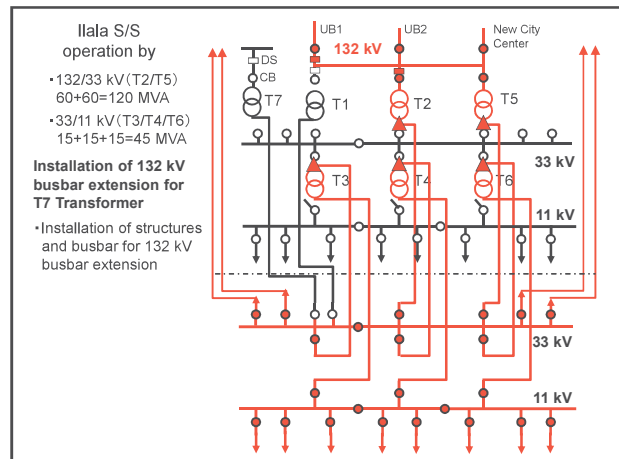 Ilala S/S
operation by
・132/33 kV(T2/T5)
60+60=120 MVA
・33/11 kV(T3/T4/T6)
15+15+15=45 MVA
Installation of 132 kV
busbar extension for
T7 Transformer
・Installation of structures
and busbar for 132 kV
busbar extension
UB1
UB2
New City
Center
132 kV
DS
CB
T7
T1
T2
T5
33 kV
T3
T4
T6
11 kV
33 kV
11 kV